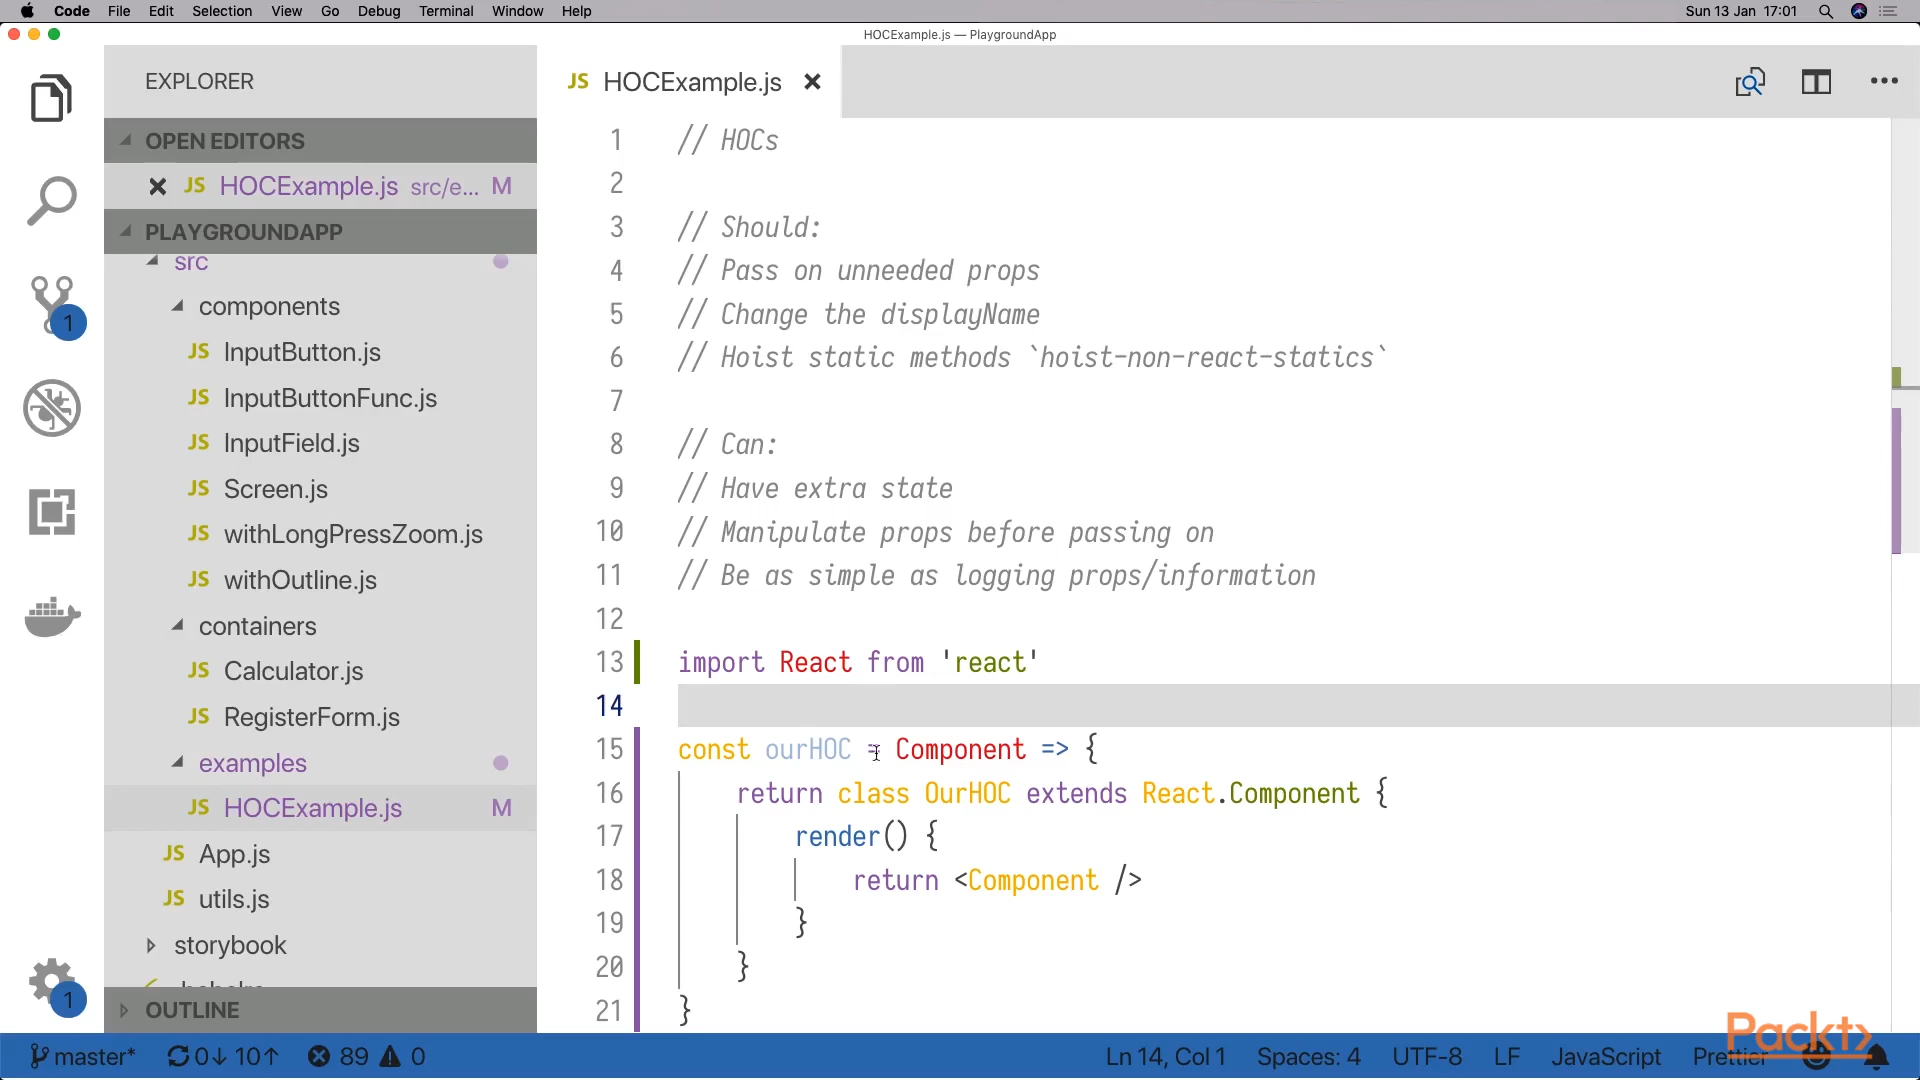 Code File Edit Selection View Go Debug Terminal Window Help Sun 13 Jan 17:01
HOCExample.js — PlaygroundApp
EXPLORER
JS HOCExample.js
OPEN EDITORS
JS HOCExample.js src/e... M
PLAYGROUNDAPP
src
components
JS InputButton.js
JS InputButtonFunc.js
JS InputField.js
JS Screen.js
JS withLongPressZoom.js
JS withOutline.js
containers
JS Calculator.js
JS RegisterForm.js
examples
JS HOCExample.js M
JS App.js
JS utils.js
storybook
OUTLINE
1
1
1 // HOCs
2
3 // Should:
4 // Pass on unneeded props
5 // Change the displayName
6 // Hoist static methods `hoist-non-react-statics`
7
8 // Can:
9 // Have extra state
10 // Manipulate props before passing on
11 // Be as simple as logging props/information
12
13 import React from 'react'
14
15 const ourHOC = Component => {
16 return class OurHOC extends React.Component {
17 render() {
18 return <Component />
19 }
20 }
21 }
Packt>
master* 0↓ 10↑ 89 0 Ln 14, Col 1 Spaces: 4 UTF-8 LF JavaScript Prettier